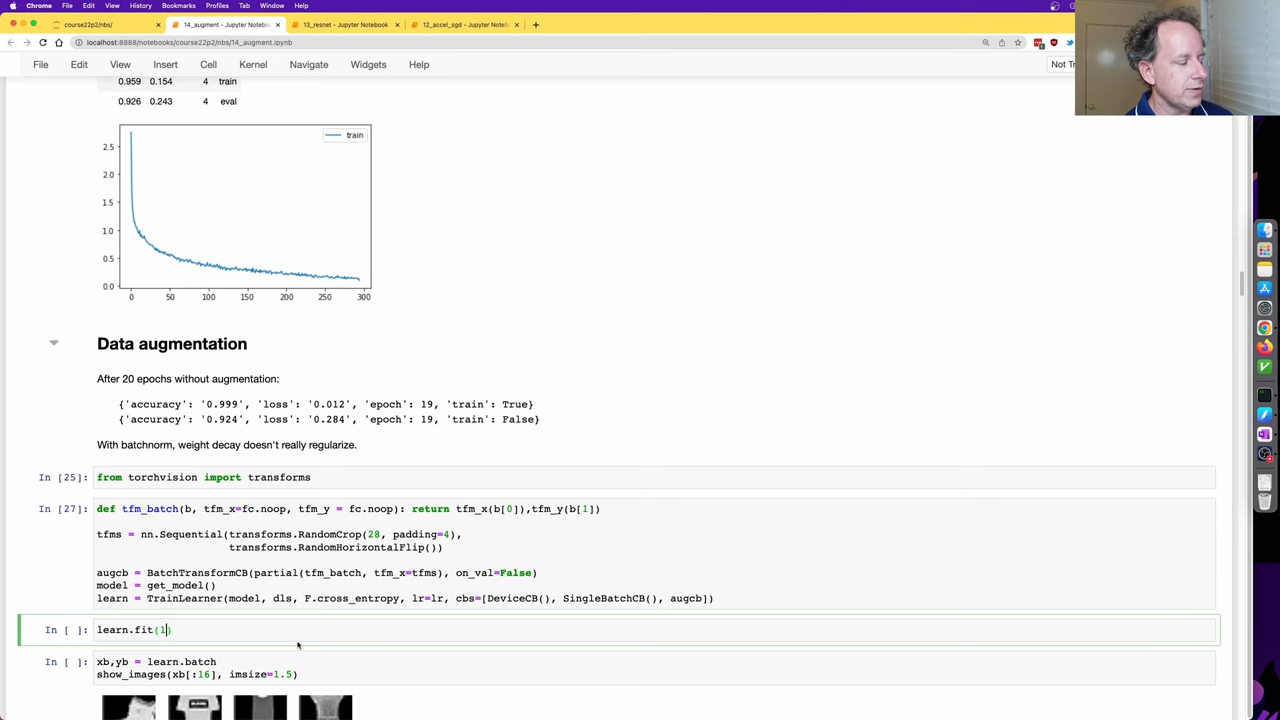 Chrome File Edit View History Bookmarks Profiles Tab Window Help
course22p2/nbs/
14_augment - Jupyter Noteboo
13_resnet - Jupyter Notebook
12_accel_sgd - Jupyter Noteb
localhost:8888/notebooks/course22p2/nbs/14_augment.ipynb
File Edit View Insert Cell Kernel Navigate Widgets Help
Not Tr
0.959 0.154 4 train
0.926 0.243 4 eval
train
2.5
2.0
1.5
1.0
0.5
0.0
0 50 100 150 200 250 300
Data augmentation
After 20 epochs without augmentation:
{'accuracy': '0.999', 'loss': '0.012', 'epoch': 19, 'train': True}
{'accuracy': '0.924', 'loss': '0.284', 'epoch': 19, 'train': False}
With batchnorm, weight decay doesn't really regularize.
In [25]: from torchvision import transforms
In [27]: def tfm_batch(b, tfm_x=fc.noop, tfm_y = fc.noop): return tfm_x(b[0]),tfm_y(b[1])
tfms = nn.Sequential(transforms.RandomCrop(28, padding=4),
transforms.RandomHorizontalFlip())
augcb = BatchTransformCB(partial(tfm_batch, tfm_x=tfms), on_val=False)
model = get_model()
learn = TrainLearner(model, dls, F.cross_entropy, lr=lr, cbs=[DeviceCB(), SingleBatchCB(), augcb])
In [ ]: learn.fit(1)
In [ ]: xb,yb = learn.batch
show_images(xb[:16], imsize=1.5)